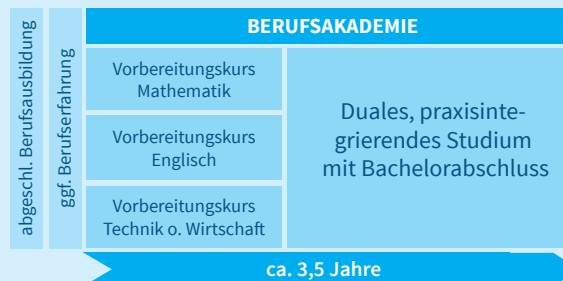 abgeschl. Berufsausbildung
ggf. Berufserfahrung
BERUFSAKADEMIE
Vorbereitungskurs
Mathematik
Vorbereitungskurs
Englisch
Vorbereitungskurs
Technik o. Wirtschaft
Duales, praxisinte-
grierendes Studium
mit Bachelorabschluss
ca. 3,5 Jahre